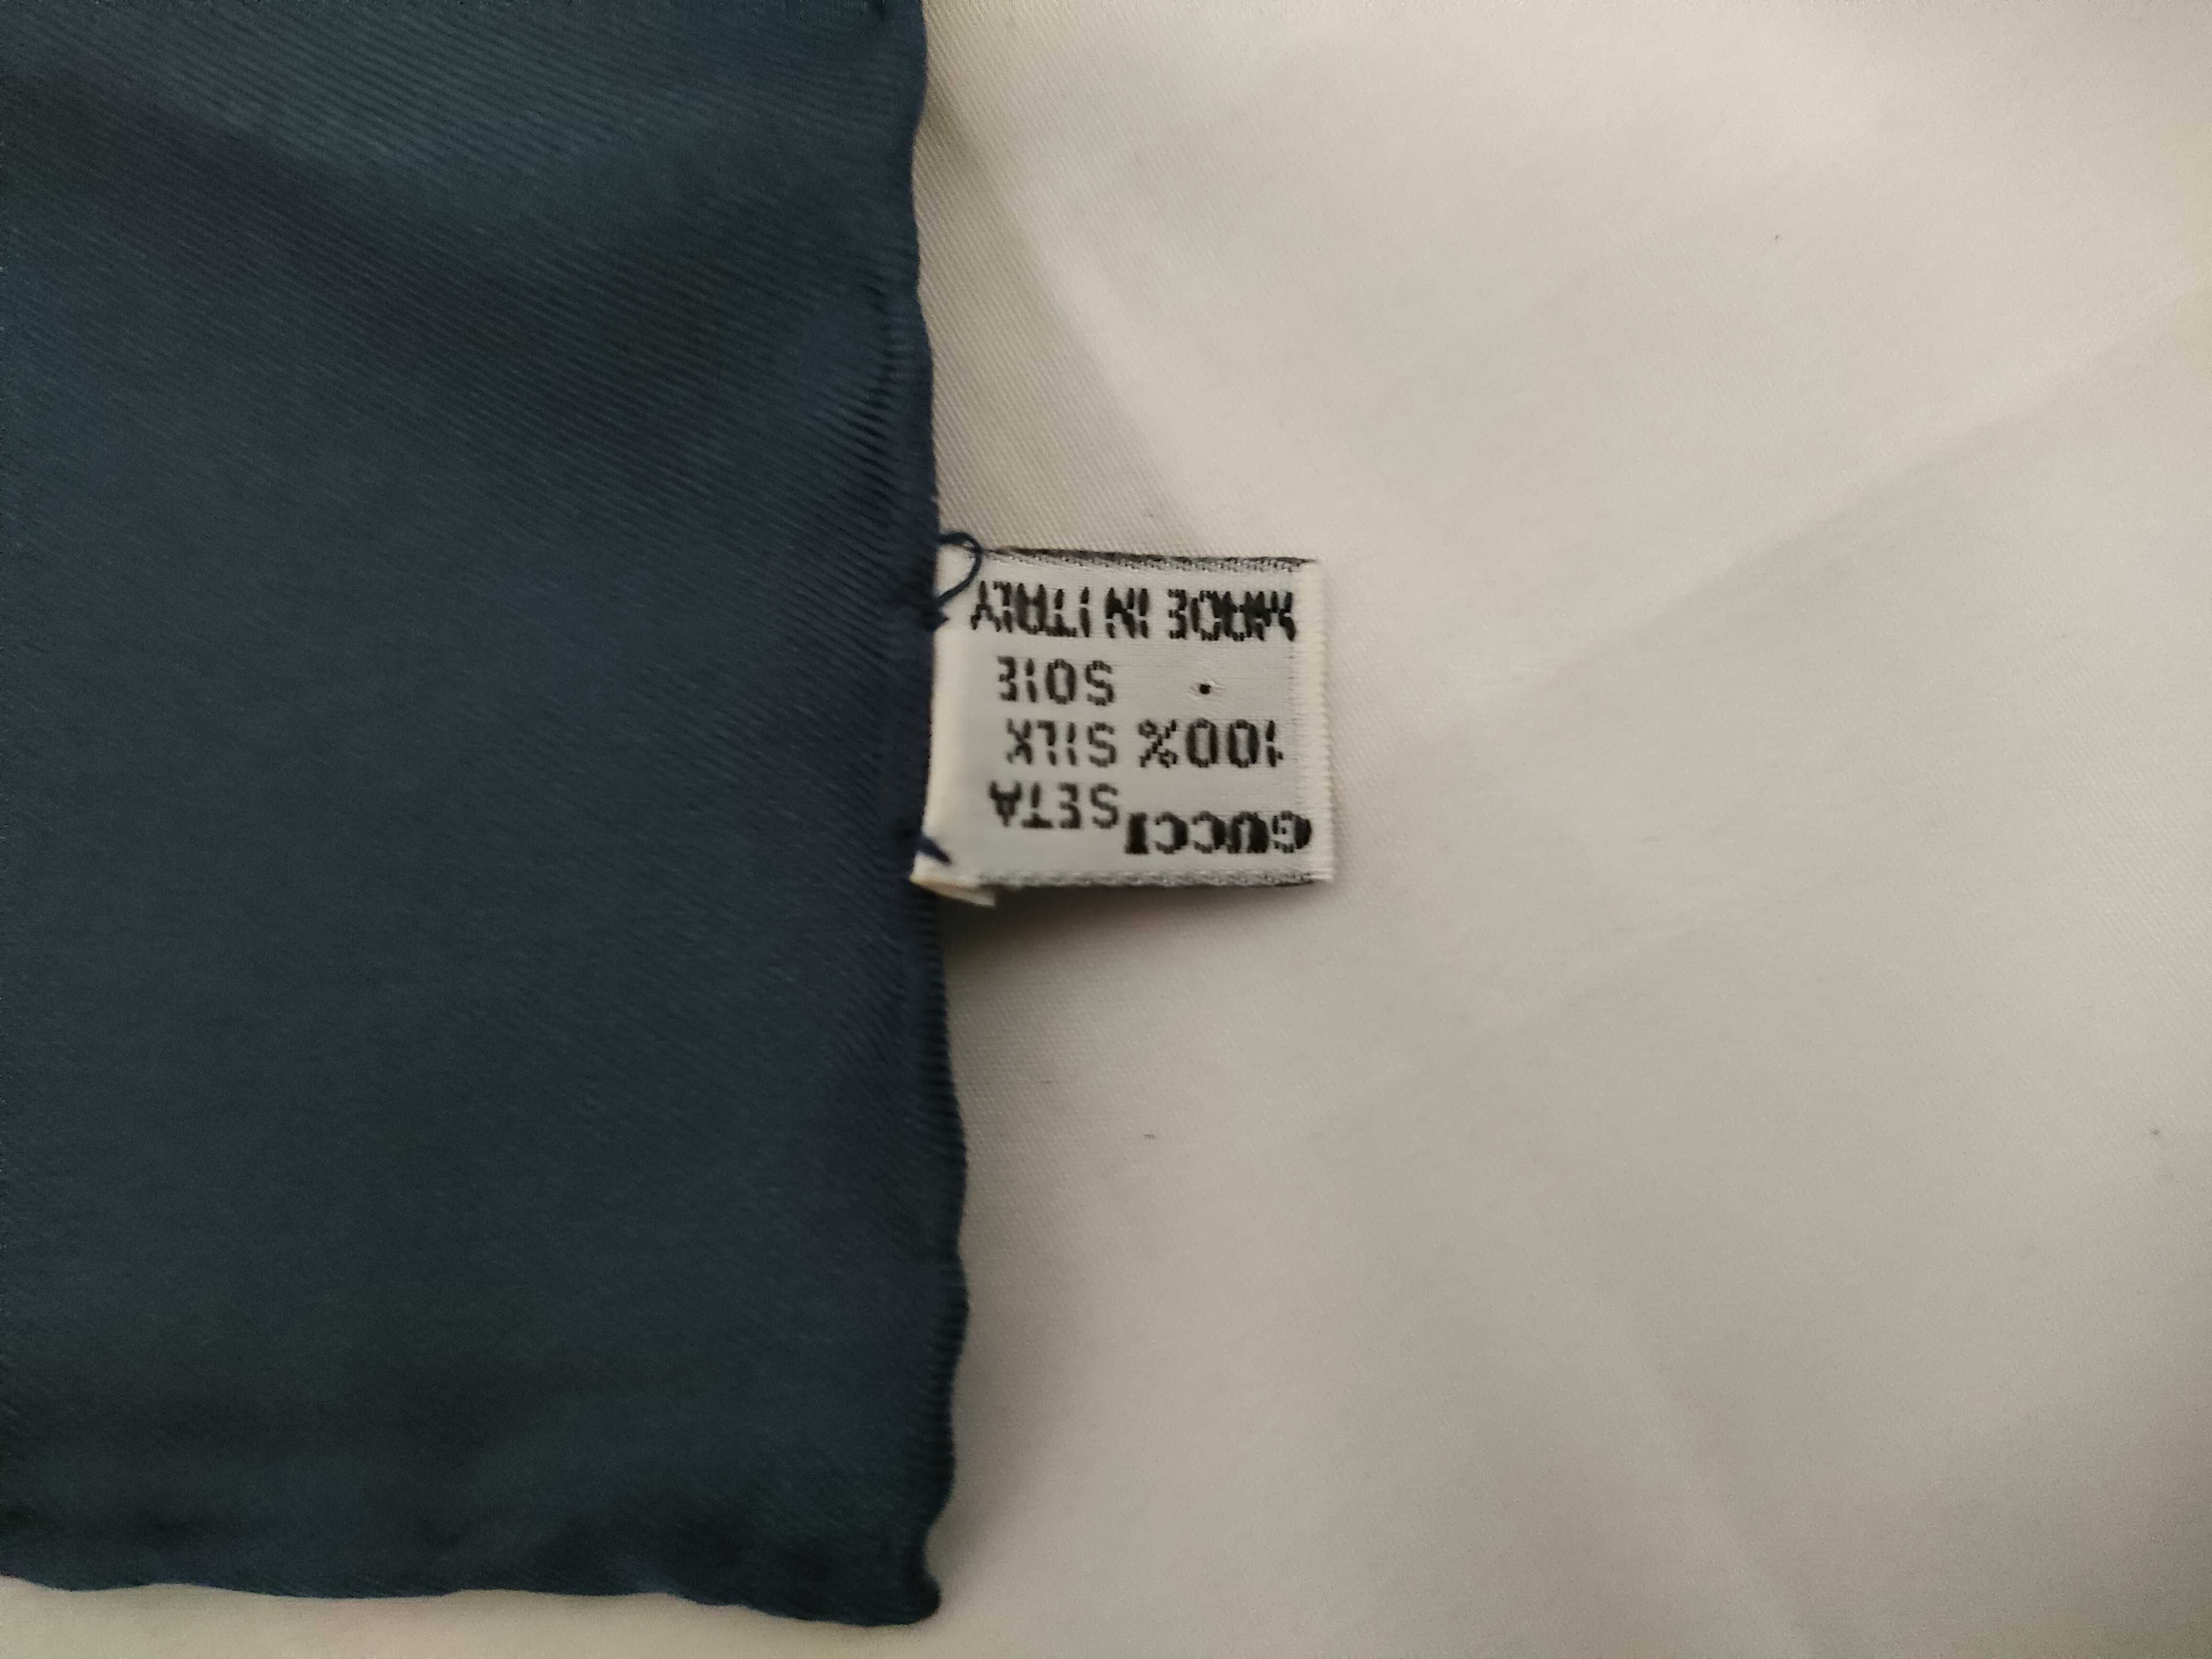 SETA
GUCCI
100% SILK
SOIE
MADE IN ITALY